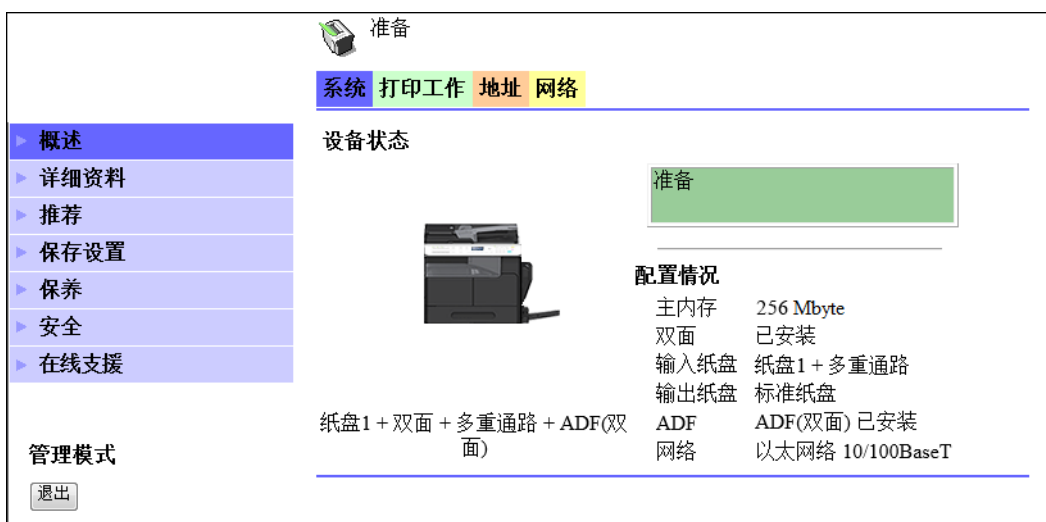 准备
系统 打印工作 地址 网络
概述
详细资料
推荐
保存设置
保养
安全
在线支援
管理模式
退出
设备状态
纸盘1 + 双面 + 多重通路 + ADF(双
面)
准备
配置情况
主内存 256 Mbyte
双面 已安装
输入纸盘 纸盘1 + 多重通路
输出纸盘 标准纸盘
ADF ADF(双面) 已安装
网络 以太网络 10/100BaseT